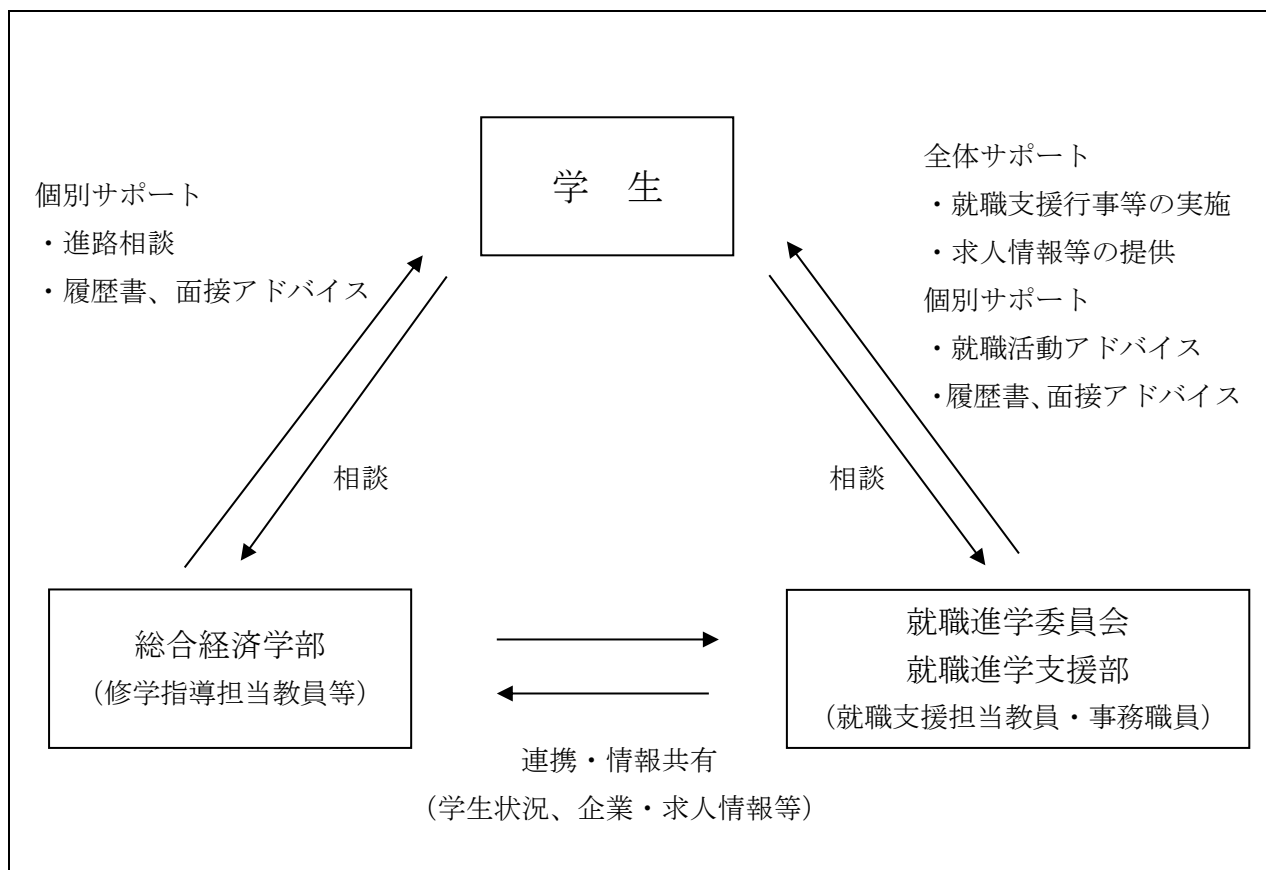 学　生
個別サポート
・進路相談
・履歴書、面接アドバイス
全体サポート
・就職支援行事等の実施
・求人情報等の提供
個別サポート
・就職活動アドバイス
・履歴書、面接アドバイス
相談
相談
総合経済学部
（修学指導担当教員等）
就職進学委員会
就職進学支援部
（就職支援担当教員・事務職員）
連携・情報共有
（学生状況、企業・求人情報等）